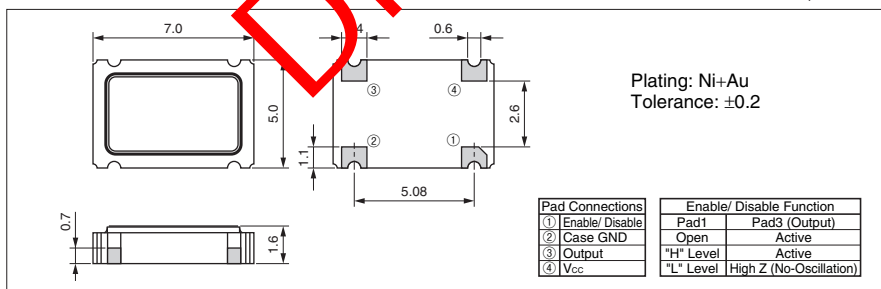 7.0
0.6
③
④
②
①
5.0
2.6
1.1
5.08
0.7
1.6
Plating: Ni+Au
Tolerance: ±0.2
Pad Connections
① Enable/ Disable
② Case GND
③ Output
④ Vcc
Enable/ Disable Function
Pad1 Pad3 (Output)
Open Active
"H" Level Active
"L" Level High Z (No-Oscillation)